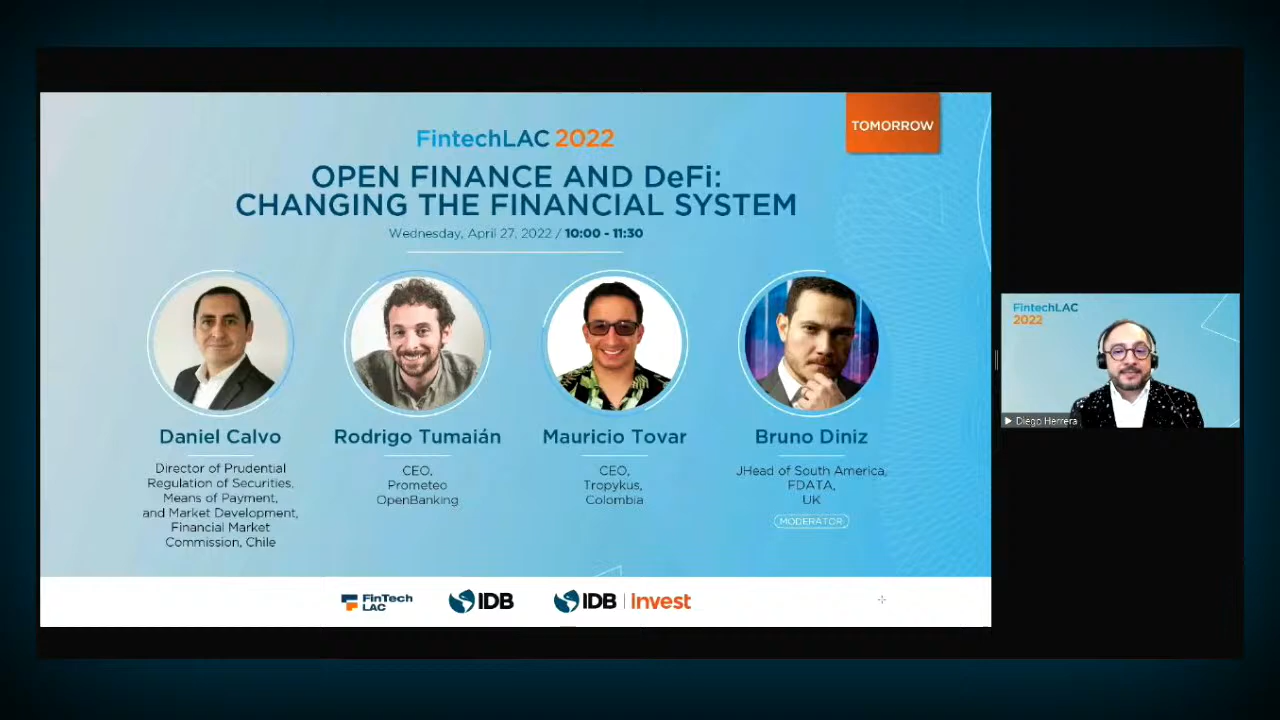 TOMORROW
FintechLAC 2022
OPEN FINANCE AND DeFi:
CHANGING THE FINANCIAL SYSTEM
Wednesday, April 27, 2022 / 10:00 - 11:30
Daniel Calvo
Director of Prudential
Regulation of Securities,
Means of Payment,
and Market Development,
Financial Market
Commission, Chile
Rodrigo Tumaián
CEO,
Prometeo
OpenBanking
Mauricio Tovar
CEO,
Tropykus,
Colombia
Bruno Diniz
JHead of South America,
FDATA,
UK
MODERATOR
FinTech
LAC
IDB
IDB | Invest
FintechLAC
2022
Diego Herrera